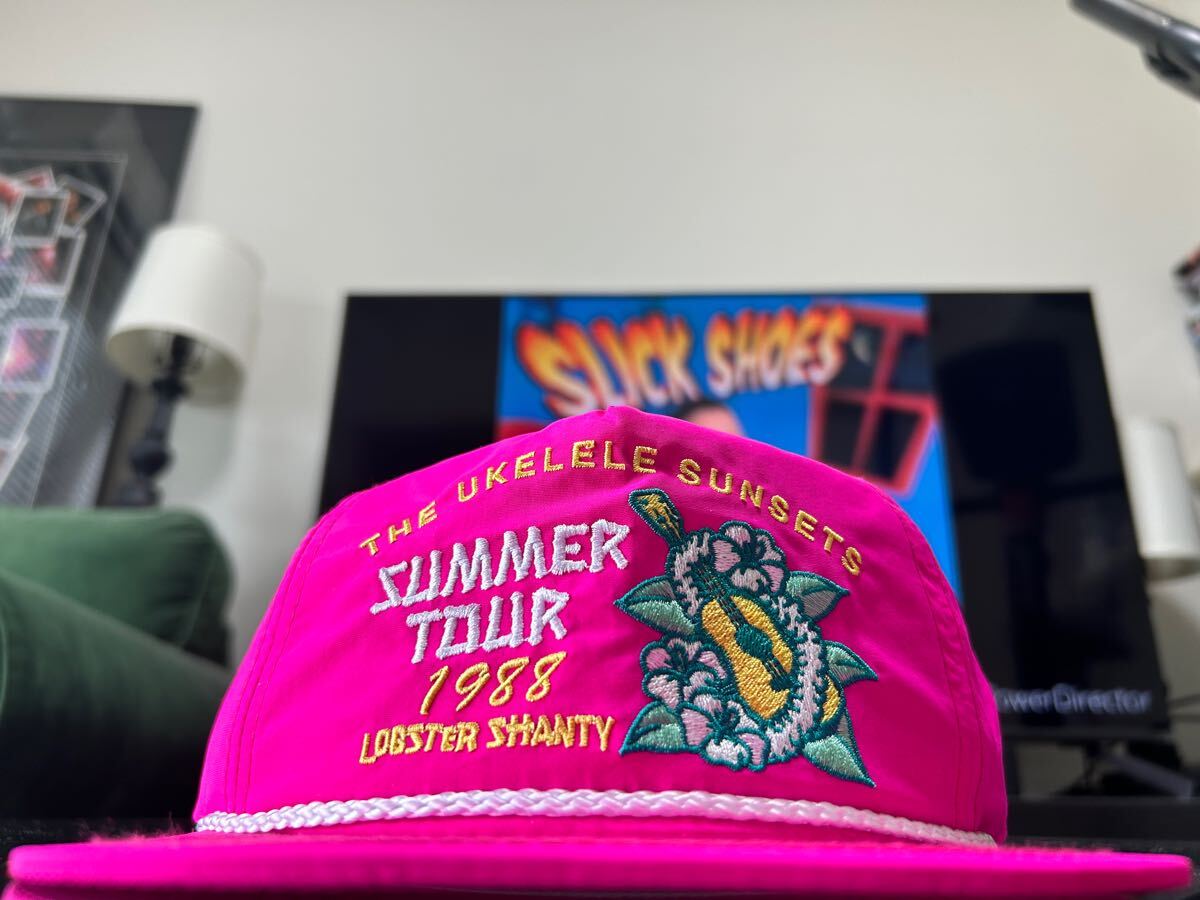 SLICK SHOES
THE UKELELE SUNSETS
SUMMER
TOUR
1988
LOBSTER SHANTY
owerDirector